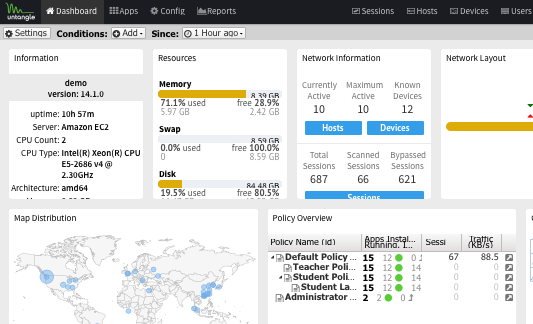 untangle
Dashboard
Apps
Config
Reports
Sessions
Hosts
Devices
Users
Settings
Conditions:
Add
Since:
1 Hour ago
Information
demo
version: 14.1.0
uptime: 10h 57m
Server: Amazon EC2
CPU Count: 2
CPU Type: Intel(R) Xeon(R) CPU
E5-2686 v4 @
2.30GHz
Architecture: amd64
Resources
Memory
8.39 GB
71.1% used free 28.9%
5.97 GB 2.42 GB
Swap
8.59 GB
0.0% used free 100.0%
0 8.59 GB
Disk
84.48 GB
19.5% used free 80.5%
Network Information
Currently Active Maximum Active Known Devices
10 10 12
Hosts Devices
Total Sessions Scanned Sessions Bypassed Sessions
687 66 621
Sessions
Network Layout
Map Distribution
Policy Overview
Policy Name (id) Apps Instal... Running, I... Sessi Traffic (KB/s)
Default Policy ... 15 12 0 67 88.5
Teacher Poli... 15 12 14 0 0
Student Poli... 15 12 14 0 0
Student La... 15 12 14 0 0
Administrator ... 2 2 0 0 0